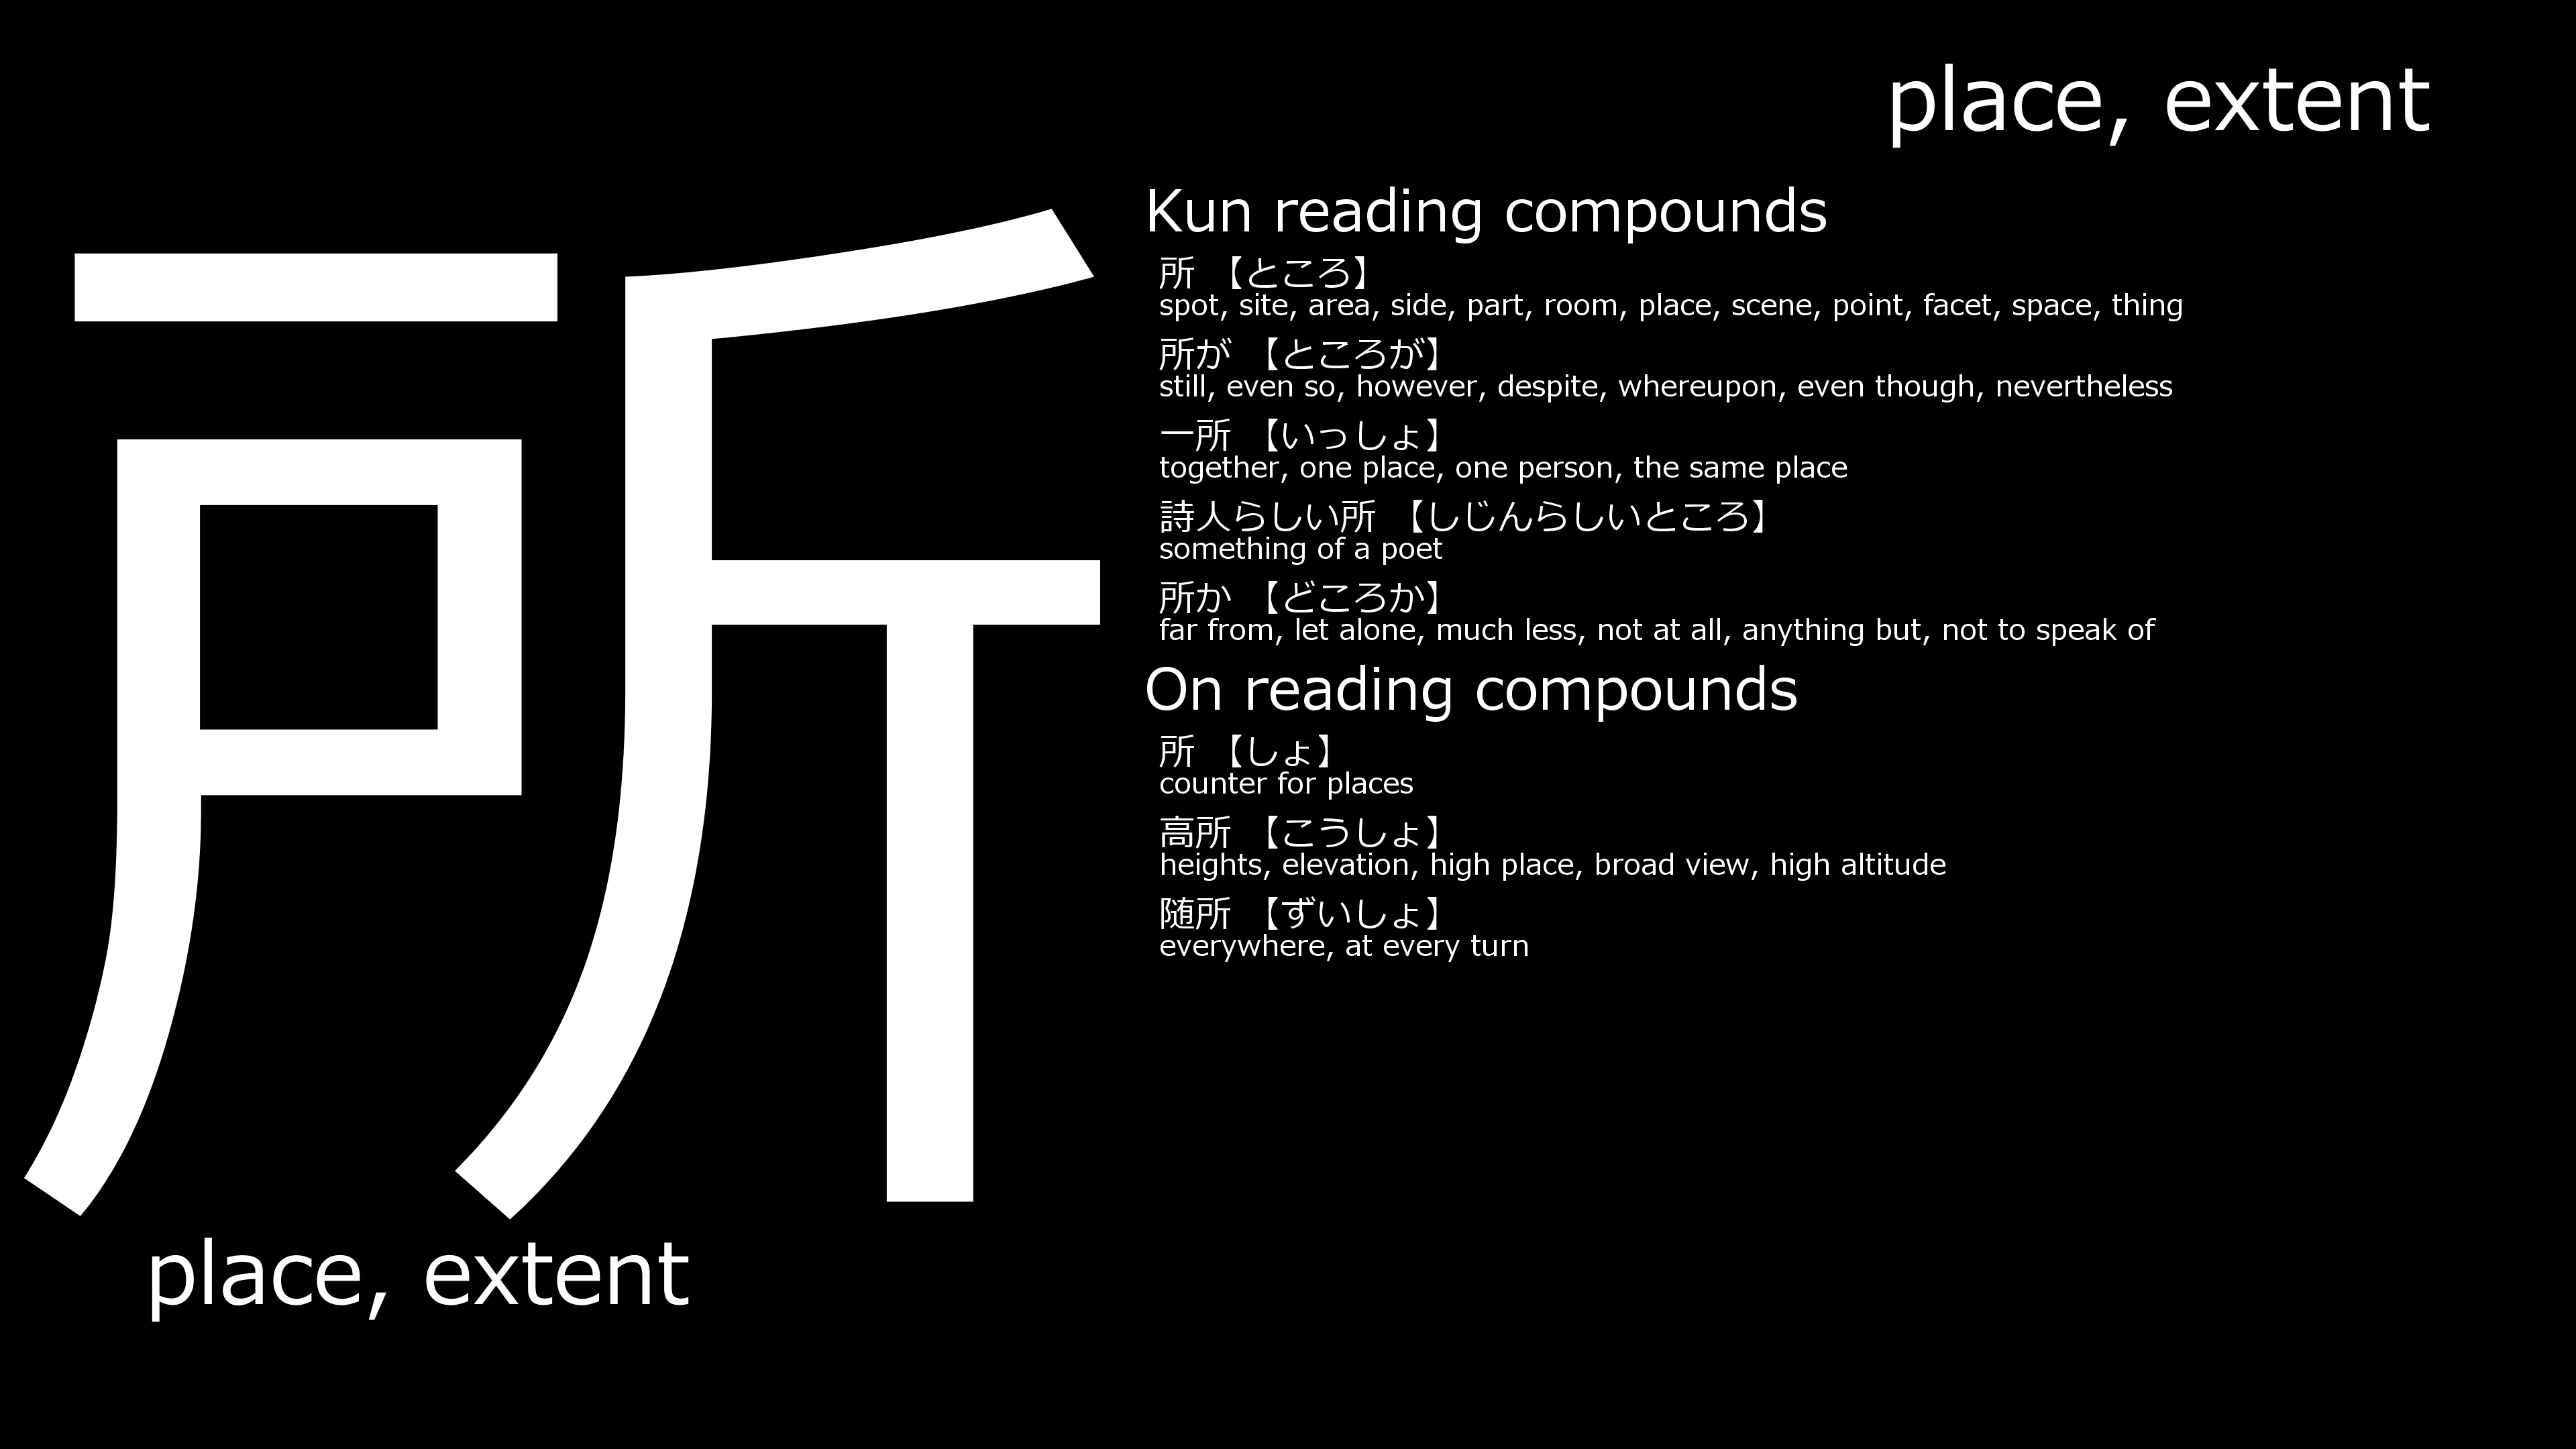 place, extent
所
place, extent
Kun reading compounds
所 【ところ】
spot, site, area, side, part, room, place, scene, point, facet, space, thing
所が 【ところが】
still, even so, however, despite, whereupon, even though, nevertheless
一所 【いっしょ】
together, one place, one person, the same place
詩人らしい所 【しじんらしいところ】
something of a poet
所か 【どころか】
far from, let alone, much less, not at all, anything but, not to speak of
On reading compounds
所 【しょ】
counter for places
高所 【こうしょ】
heights, elevation, high place, broad view, high altitude
随所 【ずいしょ】
everywhere, at every turn